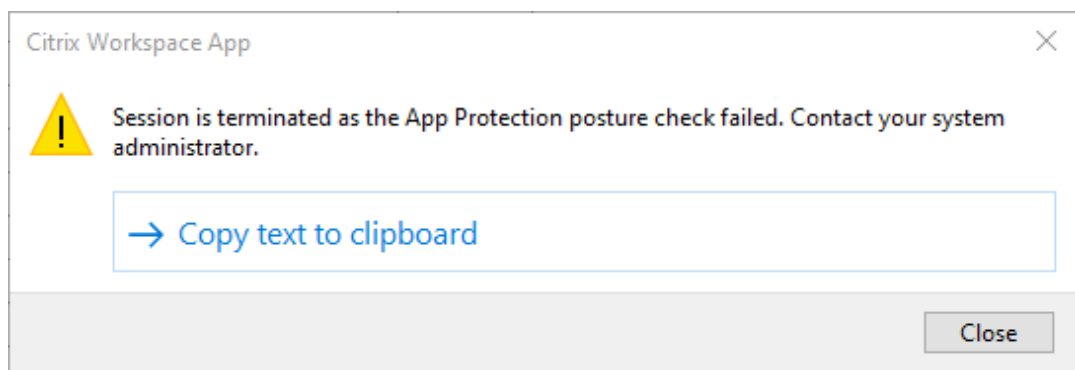 Citrix Workspace App
Session is terminated as the App Protection posture check failed. Contact your system
administrator.
Copy text to clipboard
Close